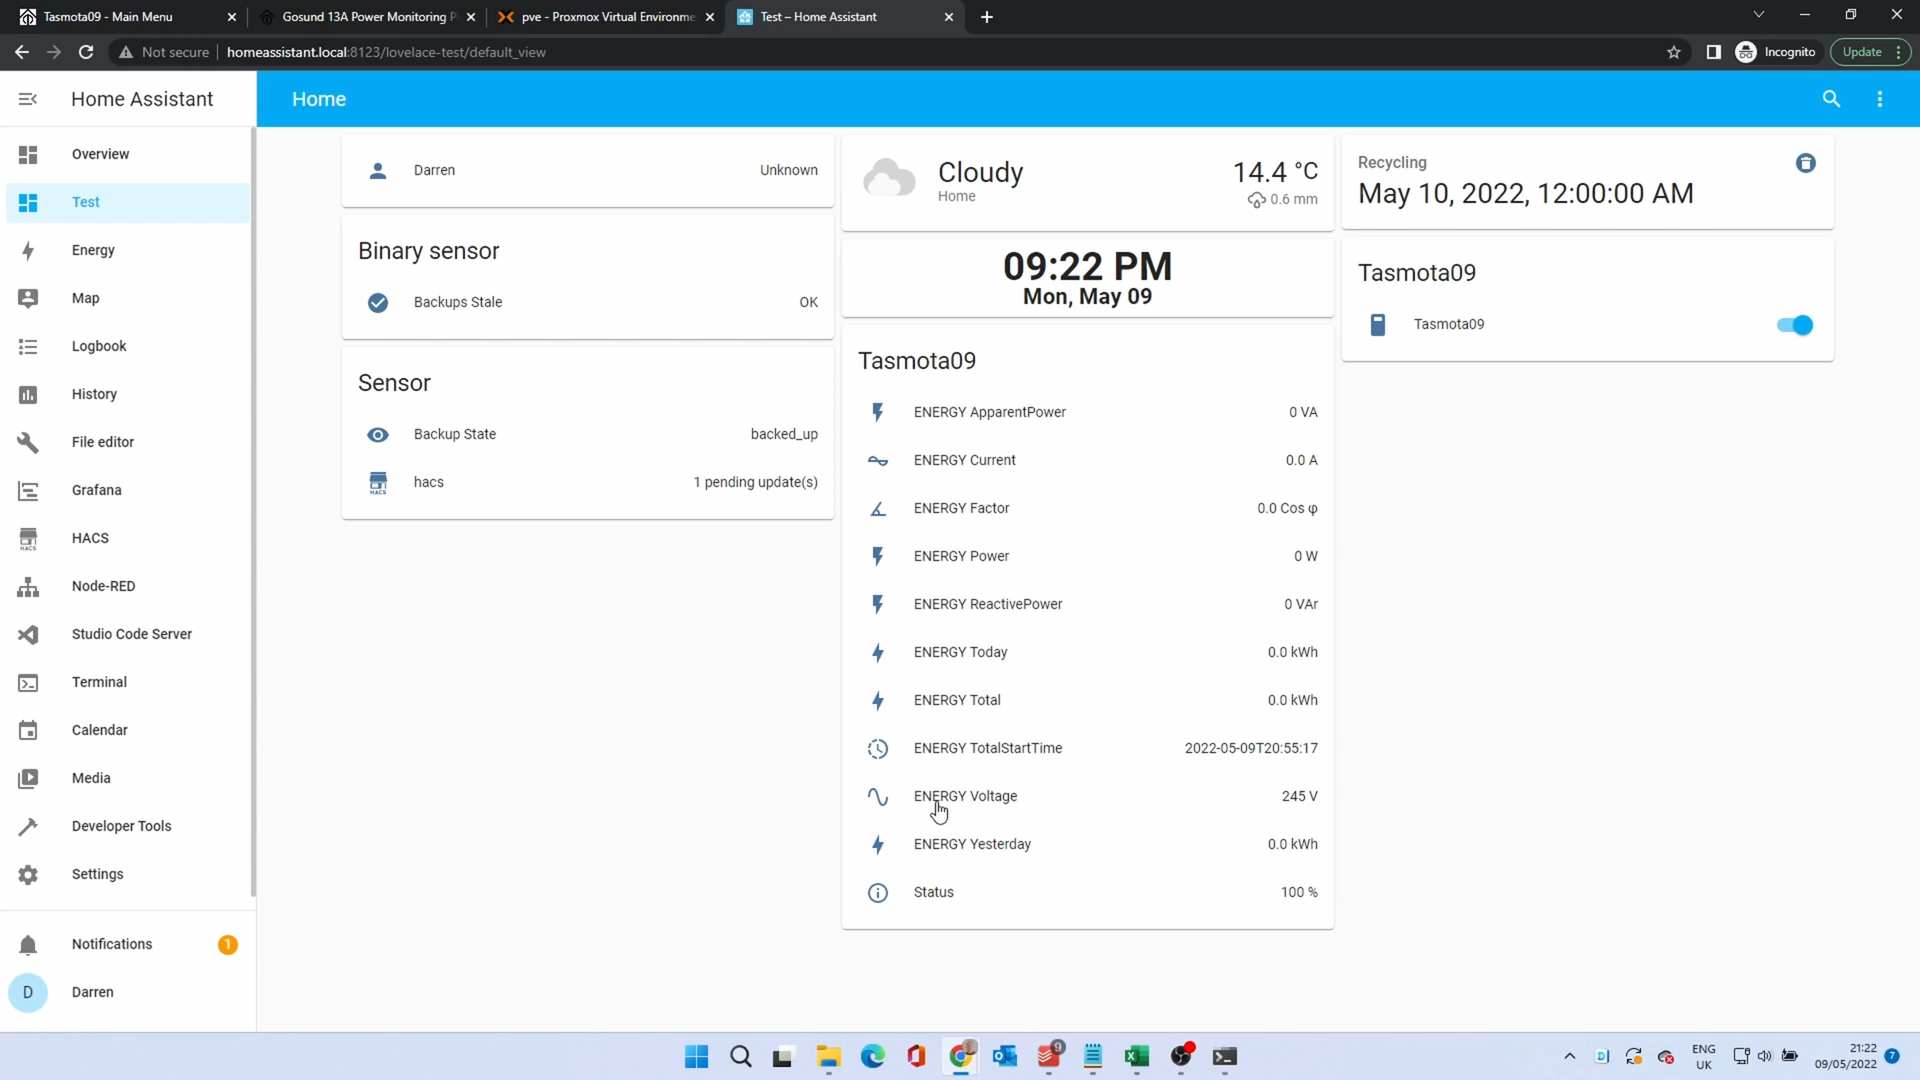 Tasmota09 - Main Menu
Gosund 13A Power Monitoring P
pve - Proxmox Virtual Environme
Test – Home Assistant
Not secure
homeassistant.local:8123/lovelace-test/default_view
Incognito
Update
Home Assistant
Home
Overview
Test
Energy
Map
Logbook
History
File editor
Grafana
HACS
HACS
Node-RED
Studio Code Server
Terminal
Calendar
Media
Developer Tools
Settings
Notifications
1
D
Darren
Darren
Unknown
Binary sensor
Backups Stale
OK
Sensor
Backup State
backed_up
HACS
hacs
1 pending update(s)
Cloudy
Home
14.4 °C
0.6 mm
09:22 PM
Mon, May 09
Tasmota09
ENERGY ApparentPower
0 VA
ENERGY Current
0.0 A
ENERGY Factor
0.0 Cos φ
ENERGY Power
0 W
ENERGY ReactivePower
0 VAr
ENERGY Today
0.0 kWh
ENERGY Total
0.0 kWh
ENERGY TotalStartTime
2022-05-09T20:55:17
ENERGY Voltage
245 V
ENERGY Yesterday
0.0 kWh
Status
100 %
Recycling
May 10, 2022, 12:00:00 AM
Tasmota09
Tasmota09
9
ENG
UK
21:22
09/05/2022
7